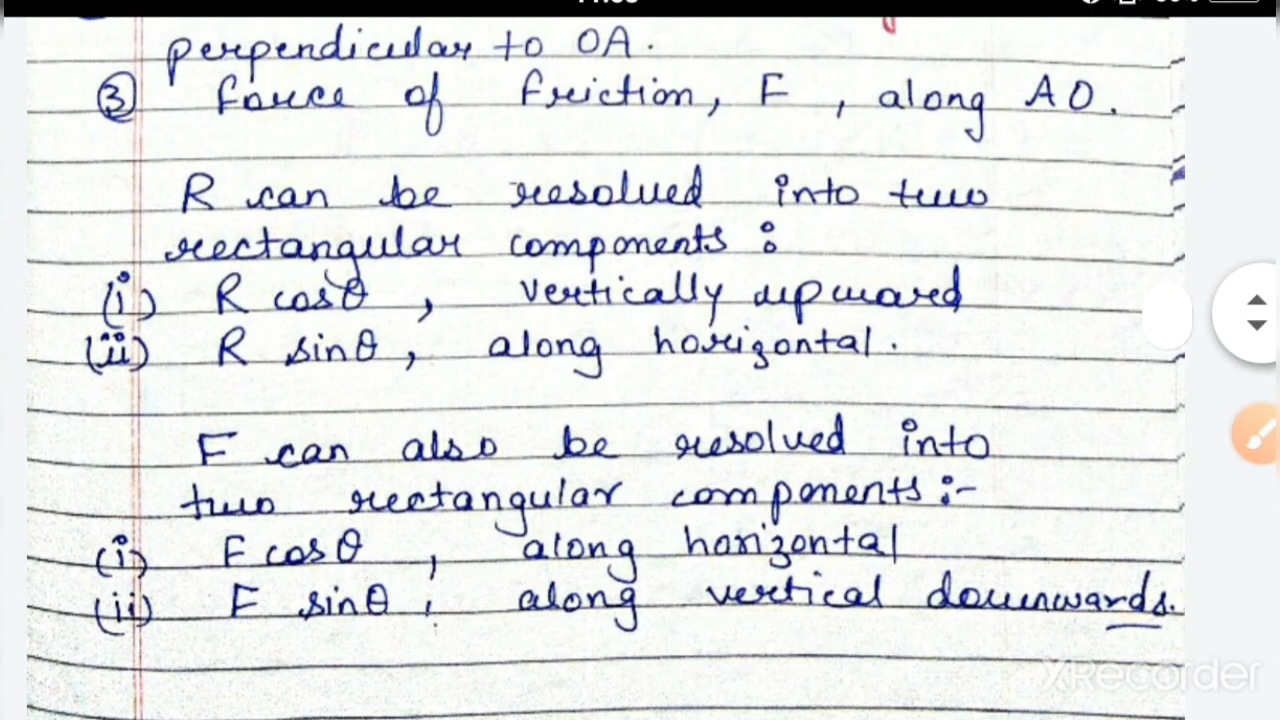 perpendicular to OA.
③ Force of friction, F, along AO.
R can be resolved into two
rectangular components :
(i) R cosθ, vertically upward
(ii) R sinθ, along horizontal.
F can also be resolved into
two rectangular components :-
(i) F cosθ, along horizontal
(ii) F sinθ, along vertical downwards.
XRecorder